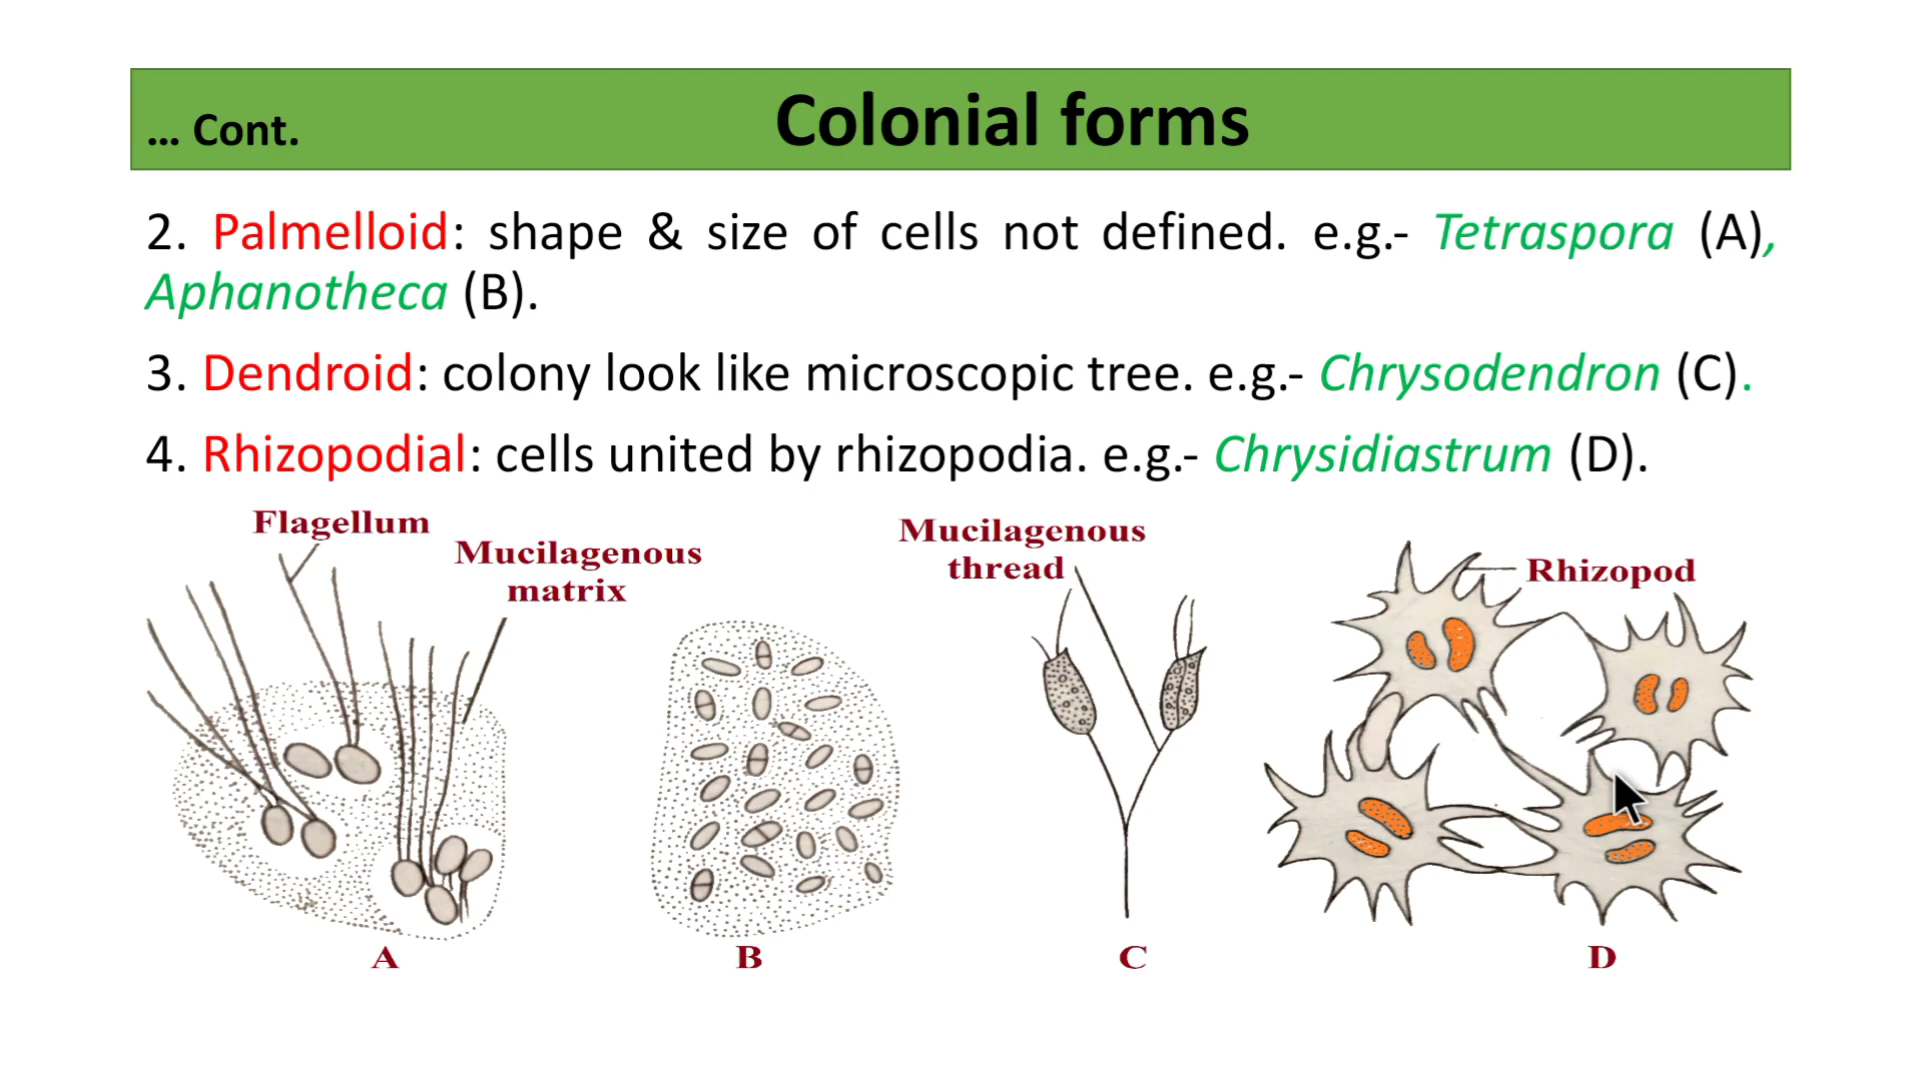 ... Cont. Colonial forms
2. Palmelloid: shape & size of cells not defined. e.g.- Tetraspora (A),
Aphanotheca (B).
3. Dendroid: colony look like microscopic tree. e.g.- Chrysodendron (C).
4. Rhizopodial: cells united by rhizopodia. e.g.- Chrysidiastrum (D).
Flagellum
Mucilagenous
matrix
Mucilagenous
thread
Rhizopod
A B C D